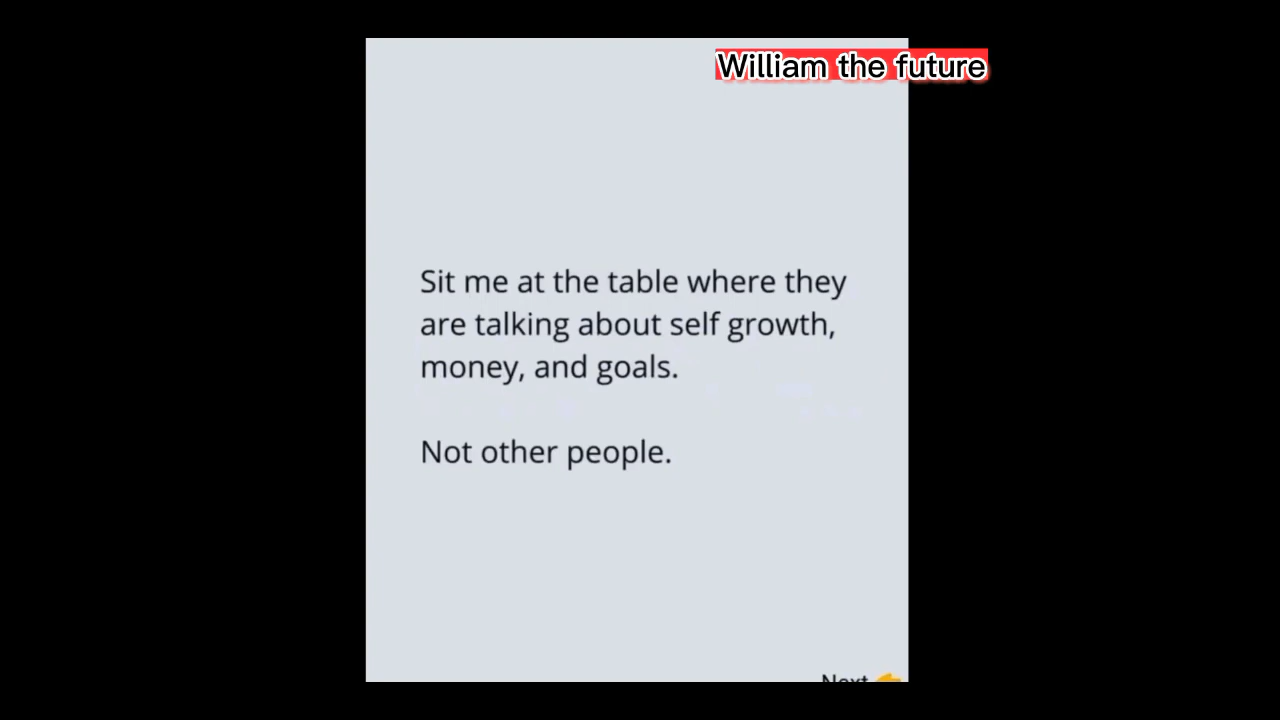 William the future
Sit me at the table where they
are talking about self growth,
money, and goals.
Not other people.
Next